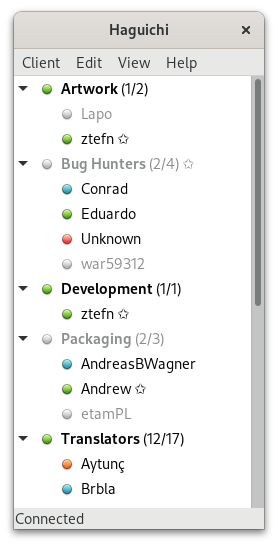 Haguichi ×
Client Edit View Help
Artwork (1/2)
Lapo
ztefn ✩
Bug Hunters (2/4) ✩
Conrad
Eduardo
Unknown
war59312
Development (1/1)
ztefn ✩
Packaging (2/3)
AndreasBWagner
Andrew ✩
etamPL
Translators (12/17)
Aytunç
Brbla
Connected